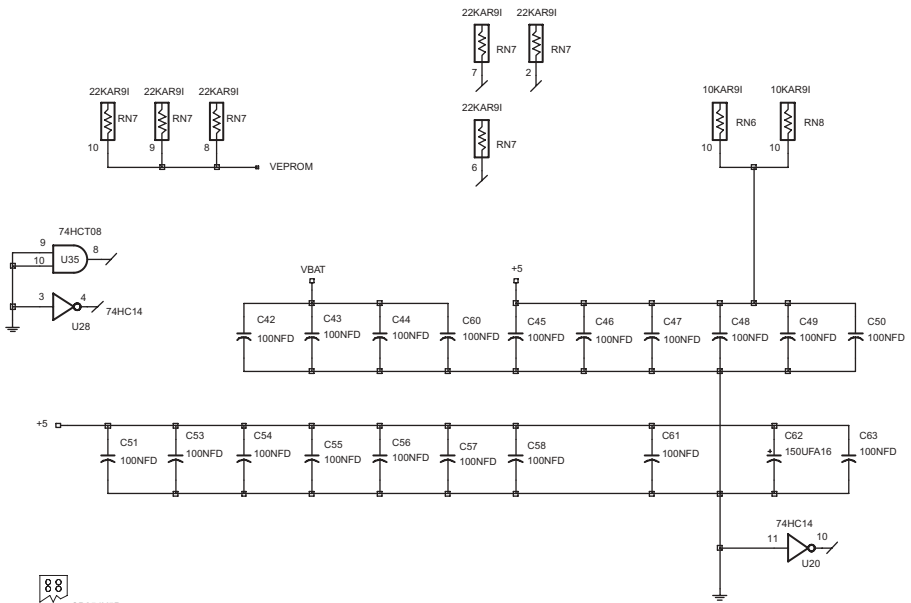 22KAR9I 22KAR9I
RN7 RN7
7 2
22KAR9I 22KAR9I 22KAR9I
RN7 RN7 RN7
10 9 8
VEPROM
22KAR9I
RN7
6
10KAR9I 10KAR9I
RN6 RN8
10 10
74HCT08
9
10
U35
8
3
4
74HC14
U28
VBAT +5
C42 C43 C44 C60 C45 C46 C47 C48 C49 C50
100NFD 100NFD 100NFD 100NFD 100NFD 100NFD 100NFD 100NFD 100NFD 100NFD
+5
C51 C53 C54 C55 C56 C57 C58 C61 C62 C63
100NFD 100NFD 100NFD 100NFD 100NFD 100NFD 100NFD 100NFD 150UFA16 100NFD
+
74HC14
11 10
U20